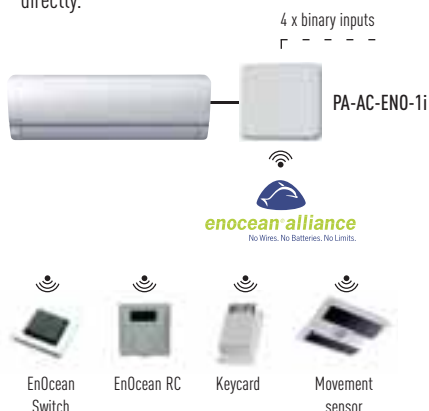 directly.
4 x binary inputs
PA-AC-ENO-1i
enocean alliance
No Wires. No Batteries. No Limits.
EnOcean
Switch
EnOcean RC
Keycard
Movement
sensor